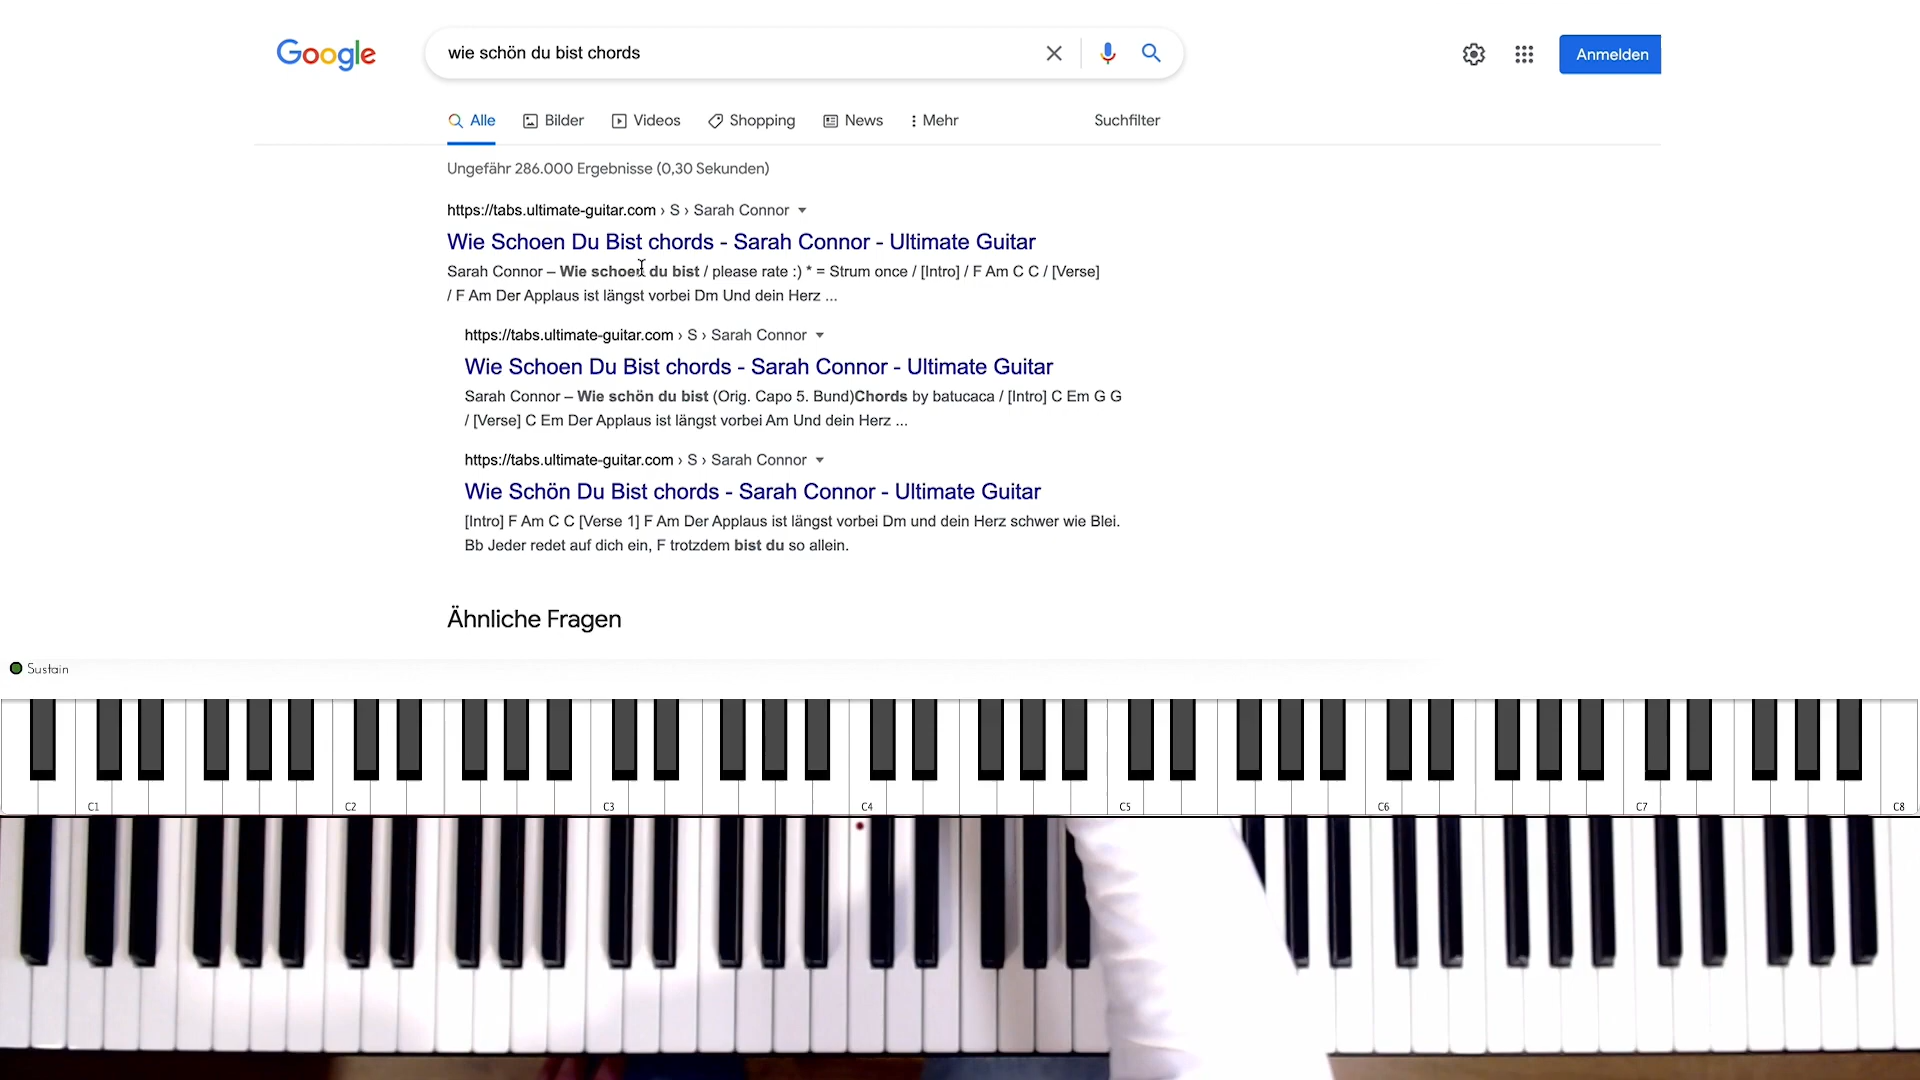 Google
wie schön du bist chords
Anmelden
Alle
Bilder
Videos
Shopping
News
Mehr
Suchfilter
Ungefähr 286.000 Ergebnisse (0,30 Sekunden)
https://tabs.ultimate-guitar.com › S › Sarah Connor
Wie Schoen Du Bist chords - Sarah Connor - Ultimate Guitar
Sarah Connor – Wie schoen du bist / please rate :) * = Strum once / [Intro] / F Am C C / [Verse]
/ F Am Der Applaus ist längst vorbei Dm Und dein Herz ...
https://tabs.ultimate-guitar.com › S › Sarah Connor
Wie Schoen Du Bist chords - Sarah Connor - Ultimate Guitar
Sarah Connor – Wie schön du bist (Orig. Capo 5. Bund)Chords by batucaca / [Intro] C Em G G
/ [Verse] C Em Der Applaus ist längst vorbei Am Und dein Herz ...
https://tabs.ultimate-guitar.com › S › Sarah Connor
Wie Schön Du Bist chords - Sarah Connor - Ultimate Guitar
[Intro] F Am C C [Verse 1] F Am Der Applaus ist längst vorbei Dm und dein Herz schwer wie Blei.
Bb Jeder redet auf dich ein, F trotzdem bist du so allein.
Ähnliche Fragen
Sustain
C1 C2 C3 C4 C5 C6 C7 C8